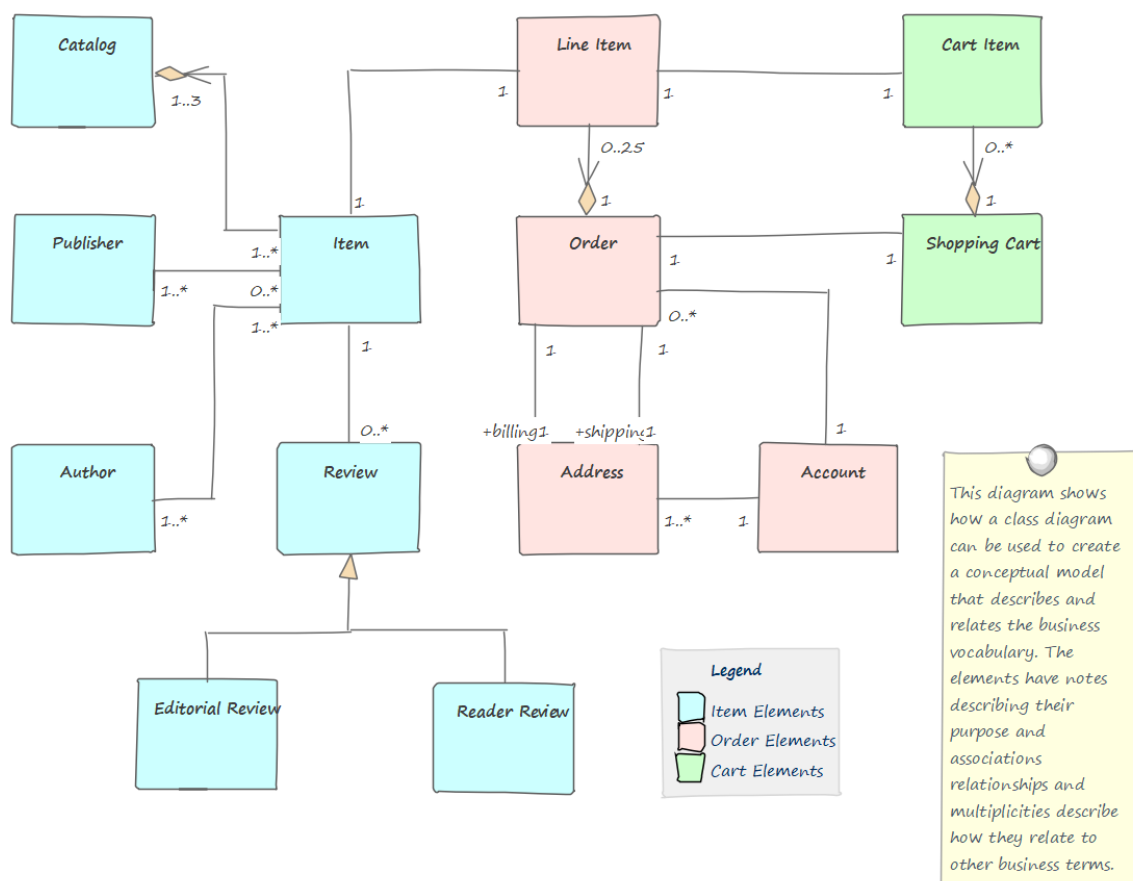 Catalog
Line Item
Cart Item
1..3
1
1
1
0..25
0..*
1
1
1
Publisher
Item
Order
Shopping Cart
1..*
1
1
1..*
0..*
0..*
1..*
1
1
1
0..*
+billing1
+shipping1
1
Author
Review
Address
Account
1..*
1..*
1
Editorial Review
Reader Review
Legend
Item Elements
Order Elements
Cart Elements
This diagram shows
how a class diagram
can be used to create
a conceptual model
that describes and
relates the business
vocabulary. The
elements have notes
describing their
purpose and
associations
relationships and
multiplicities describe
how they relate to
other business terms.